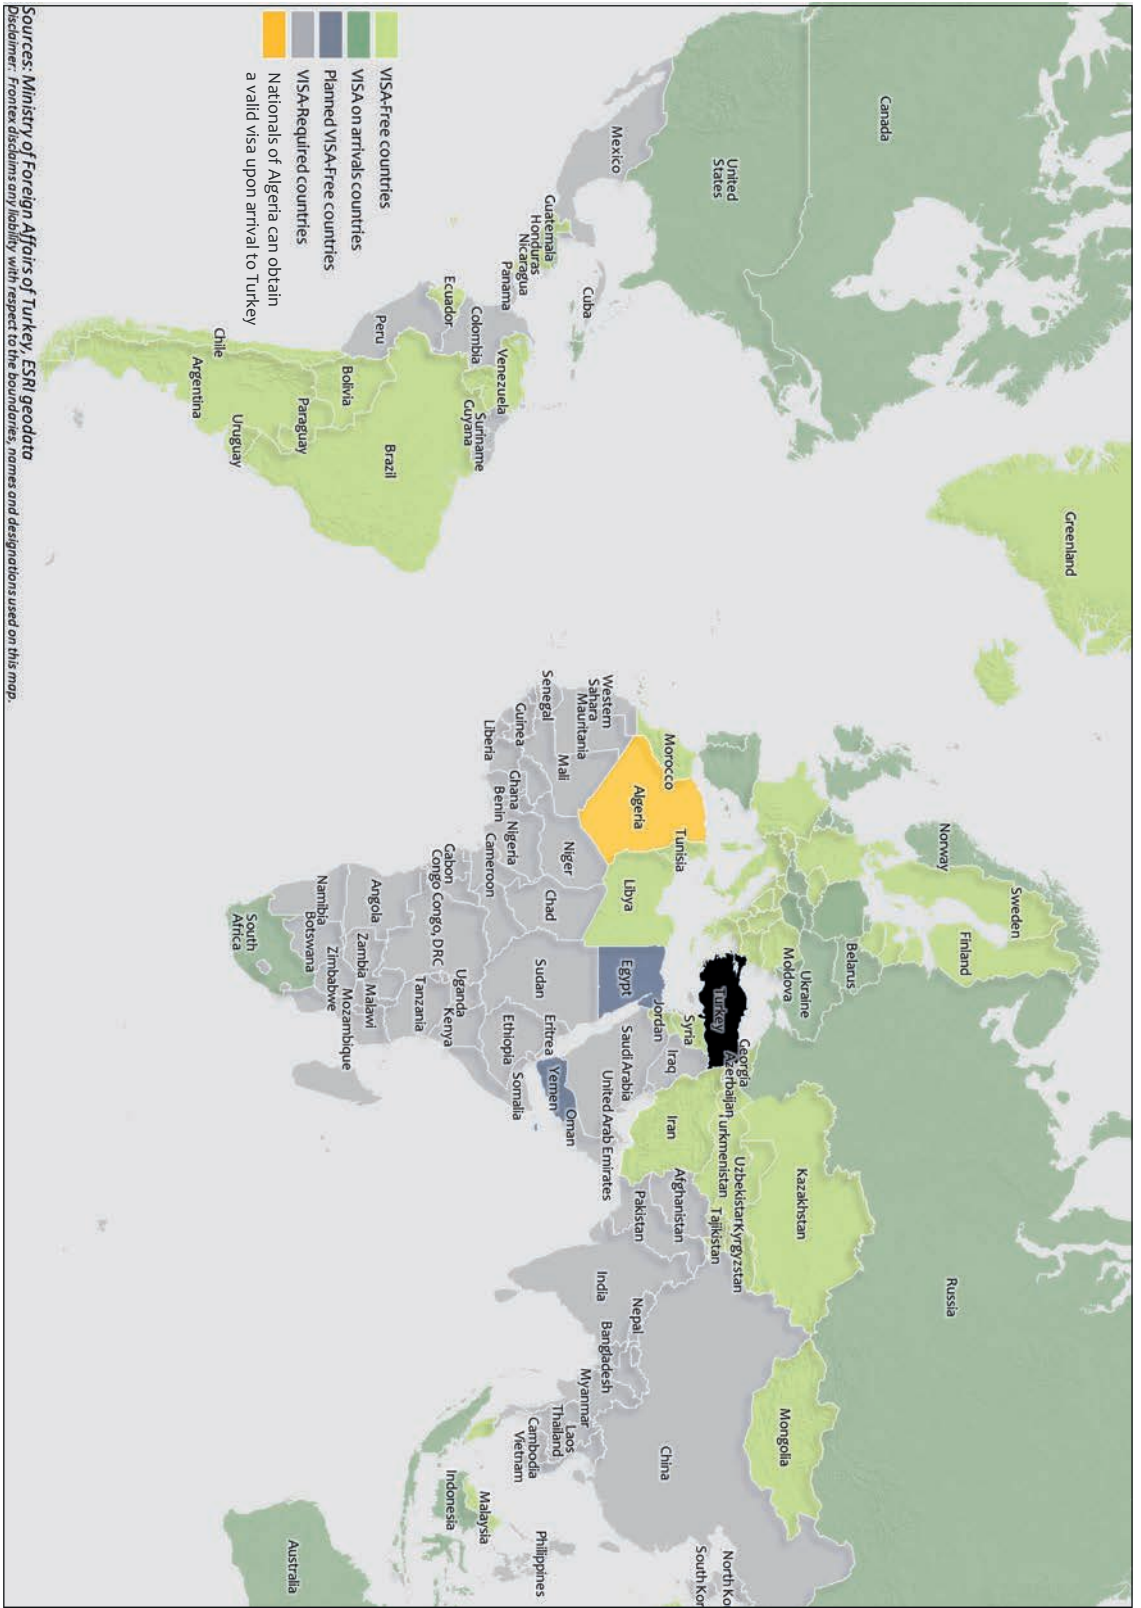 Canada
United
States
Mexico
Cuba
Guatemala
Honduras
Nicaragua
Panama
Venezuela
Suriname
Guyana
Colombia
Ecuador
Peru
Brazil
Bolivia
Paraguay
Chile
Uruguay
Argentina
Greenland
Norway
Sweden
Finland
Belarus
Ukraine
Moldova
Russia
Kazakhstan
Mongolia
Georgia
Azerbaijan
Turkey
Uzbekistan
Kyrgyzstan
Turkmenistan
Tajikistan
North Ko
South Kor
Morocco
Tunisia
Algeria
Libya
Egypt
Syria
Jordan
Iraq
Iran
Afghanistan
Pakistan
China
Nepal
India
Bangladesh
Myanmar
Laos
Thailand
Cambodia
Vietnam
Philippines
Malaysia
Indonesia
Australia
Saudi Arabia
United Arab Emirates
Oman
Yemen
Western
Sahara
Mauritania
Mali
Niger
Chad
Sudan
Eritrea
Senegal
Guinea
Liberia
Ghana
Benin
Nigeria
Cameroon
Ethiopia
Somalia
Gabon
Congo
Congo, DRC
Uganda
Kenya
Tanzania
Angola
Zambia
Malawi
Mozambique
Zimbabwe
Namibia
Botswana
South
Africa
VISA-Free countries
VISA on arrivals countries
Planned VISA-Free countries
VISA-Required countries
Nationals of Algeria can obtain
a valid visa upon arrival to Turkey
Sources: Ministry of Foreign Affairs of Turkey, ESRI geodata
Disclaimer: Frontex disclaims any liability with respect to the boundaries, names and designations used on this map.